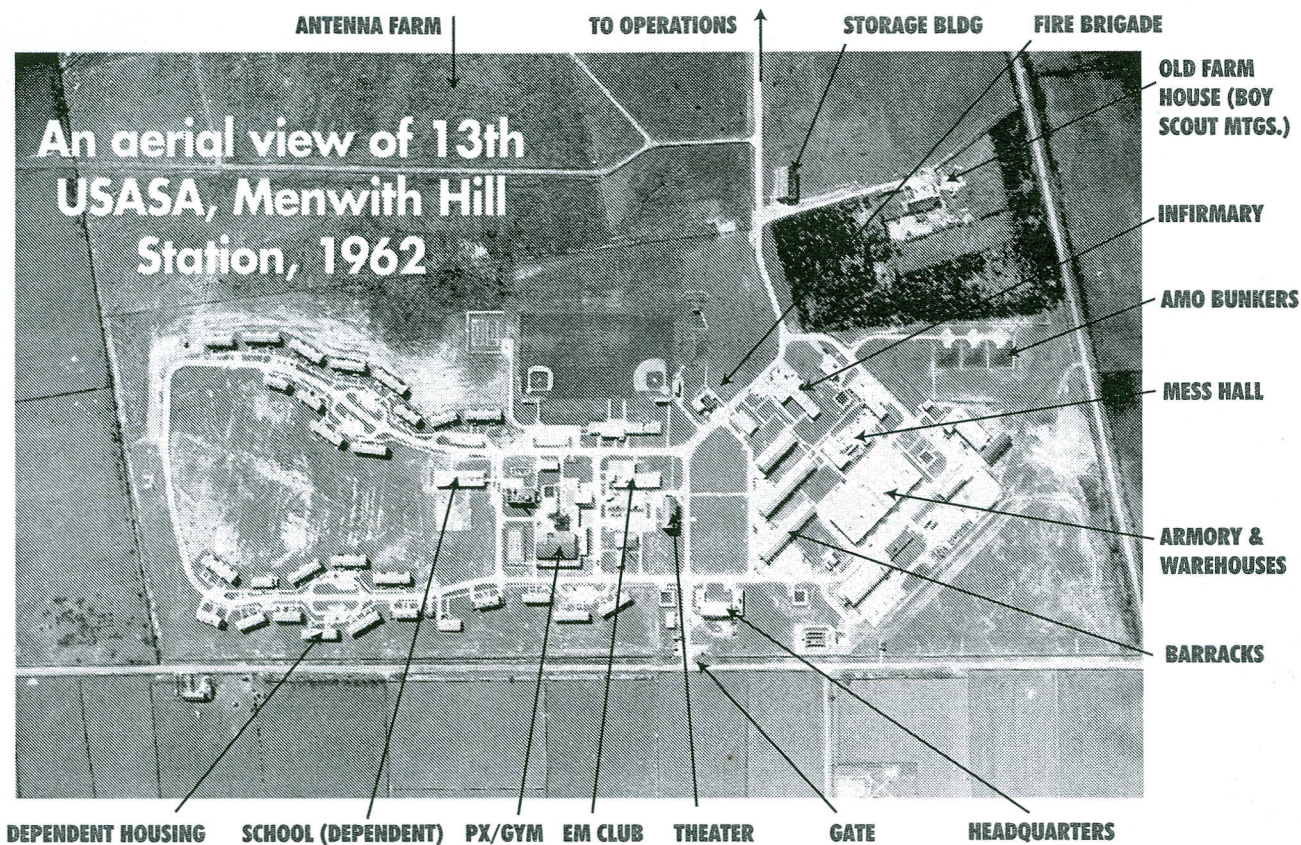 ANTENNA FARM
TO OPERATIONS
STORAGE BLDG
FIRE BRIGADE
OLD FARM
HOUSE (BOY
SCOUT MTGS.)
An aerial view of 13th
USASA, Menwith Hill
Station, 1962
INFIRMARY
AMO BUNKERS
MESS HALL
ARMORY &
WAREHOUSES
BARRACKS
DEPENDENT HOUSING
SCHOOL (DEPENDENT)
PX/GYM
EM CLUB
THEATER
GATE
HEADQUARTERS